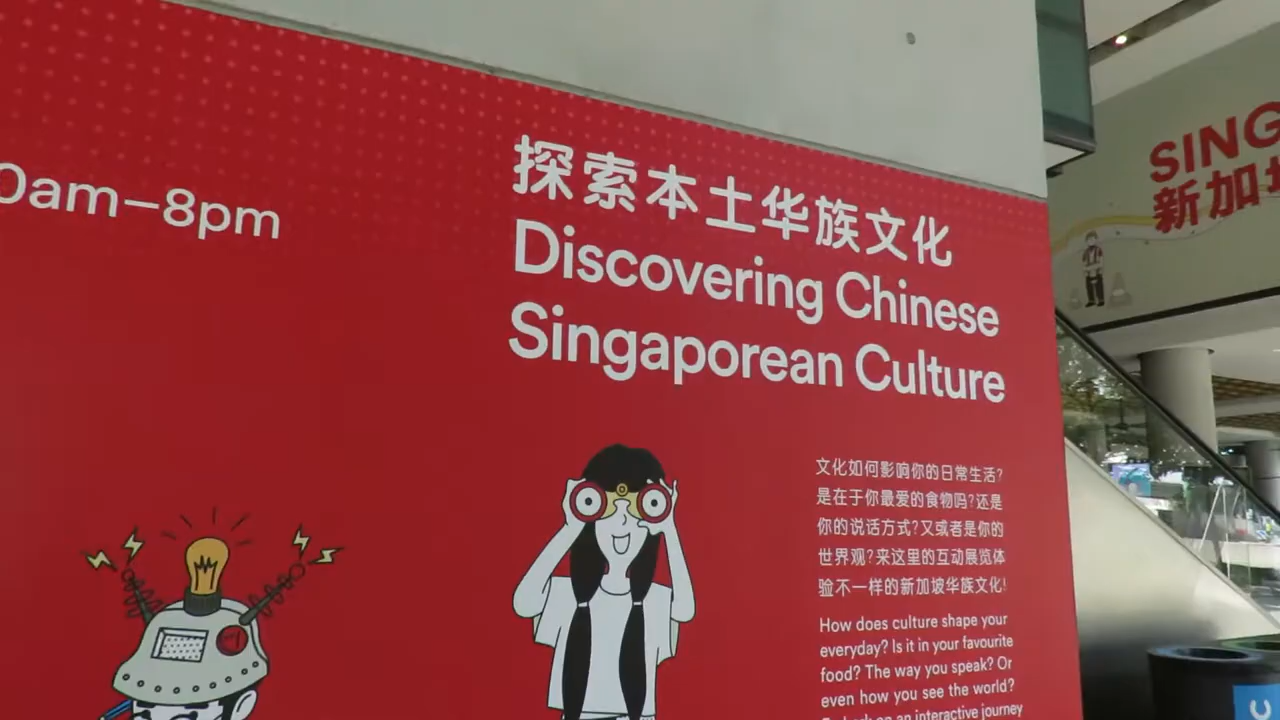 0am–8pm
探索本土华族文化
Discovering Chinese
Singaporean Culture
文化如何影响你的日常生活?
是在于你最爱的食物吗?还是
你的说话方式?又或者是你的
世界观?来这里的互动展览体
验不一样的新加坡华族文化!
How does culture shape your
everyday? Is it in your favourite
food? The way you speak? Or
even how you see the world?
on an interactive journey
SING
新加